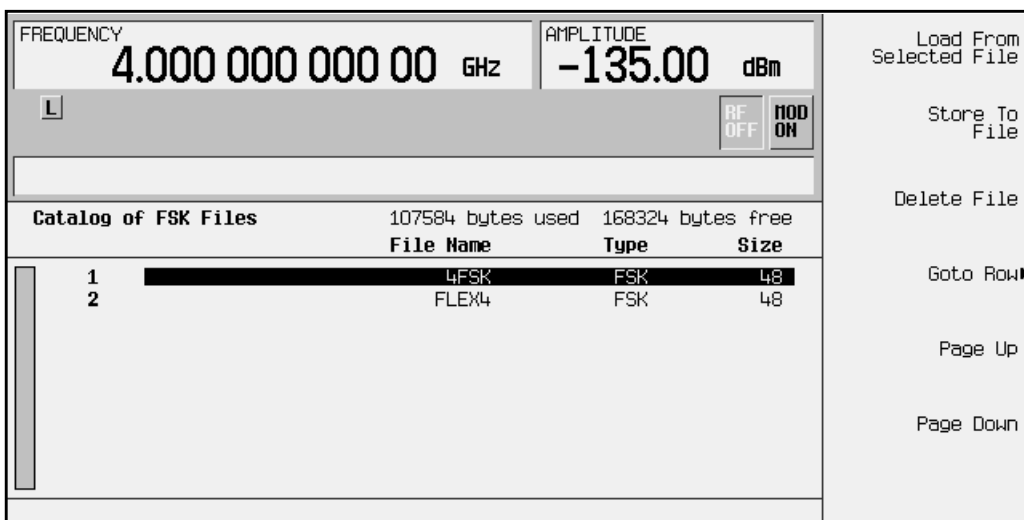 FREQUENCY
4.000 000 000 00 GHz
AMPLITUDE
-135.00 dBm
L
RF OFF
MOD ON
Catalog of FSK Files 107584 bytes used 168324 bytes free
File Name Type Size
1 4FSK FSK 48
2 FLEX4 FSK 48
Load From
Selected File
Store To
File
Delete File
Goto Row
Page Up
Page Down